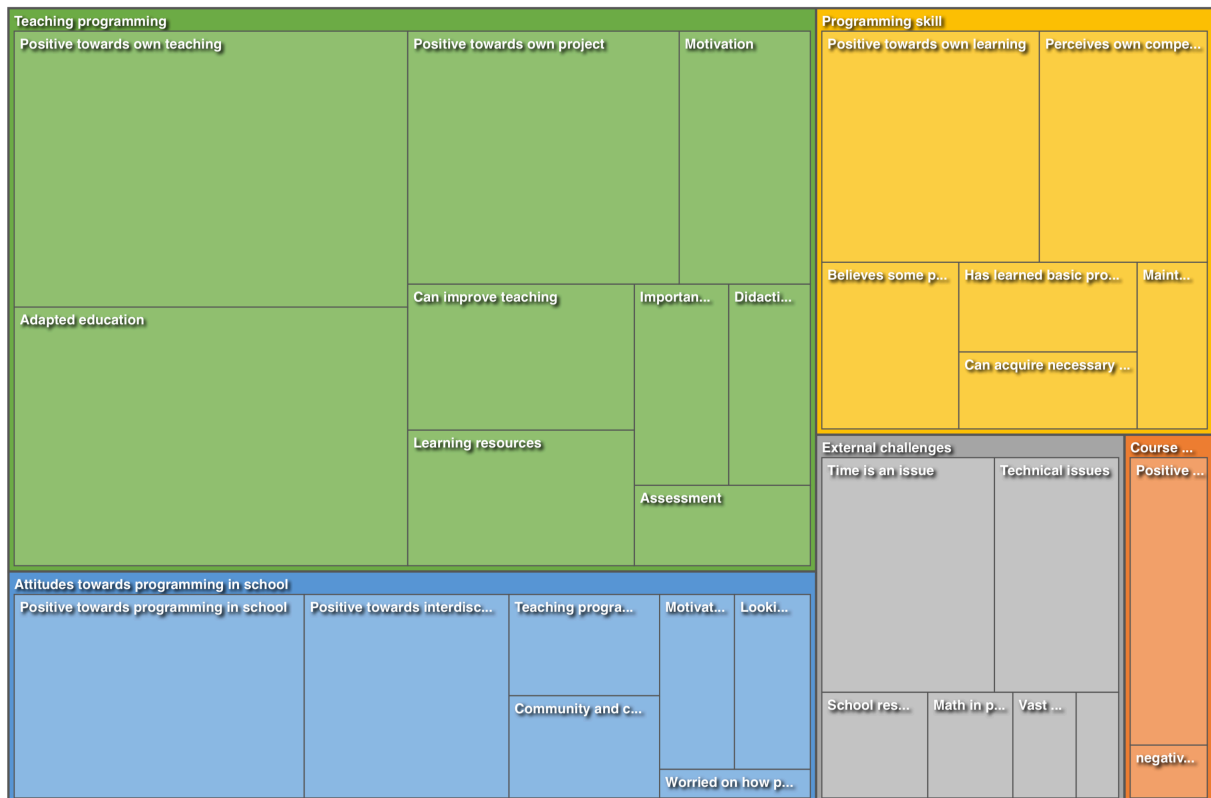 Teaching programming
Positive towards own teaching
Positive towards own project
Motivation
Adapted education
Can improve teaching
Importan...
Didacti...
Learning resources
Assessment
Programming skill
Positive towards own learning
Perceives own compe...
Believes some p...
Has learned basic pro...
Maint...
Can acquire necessary ...
Attitudes towards programming in school
Positive towards programming in school
Positive towards interdisc...
Teaching progra...
Motivat...
Looki...
Community and c...
Worried on how p...
External challenges
Time is an issue
Technical issues
School res...
Math in p...
Vast ...
Course ...
Positive ...
negativ...